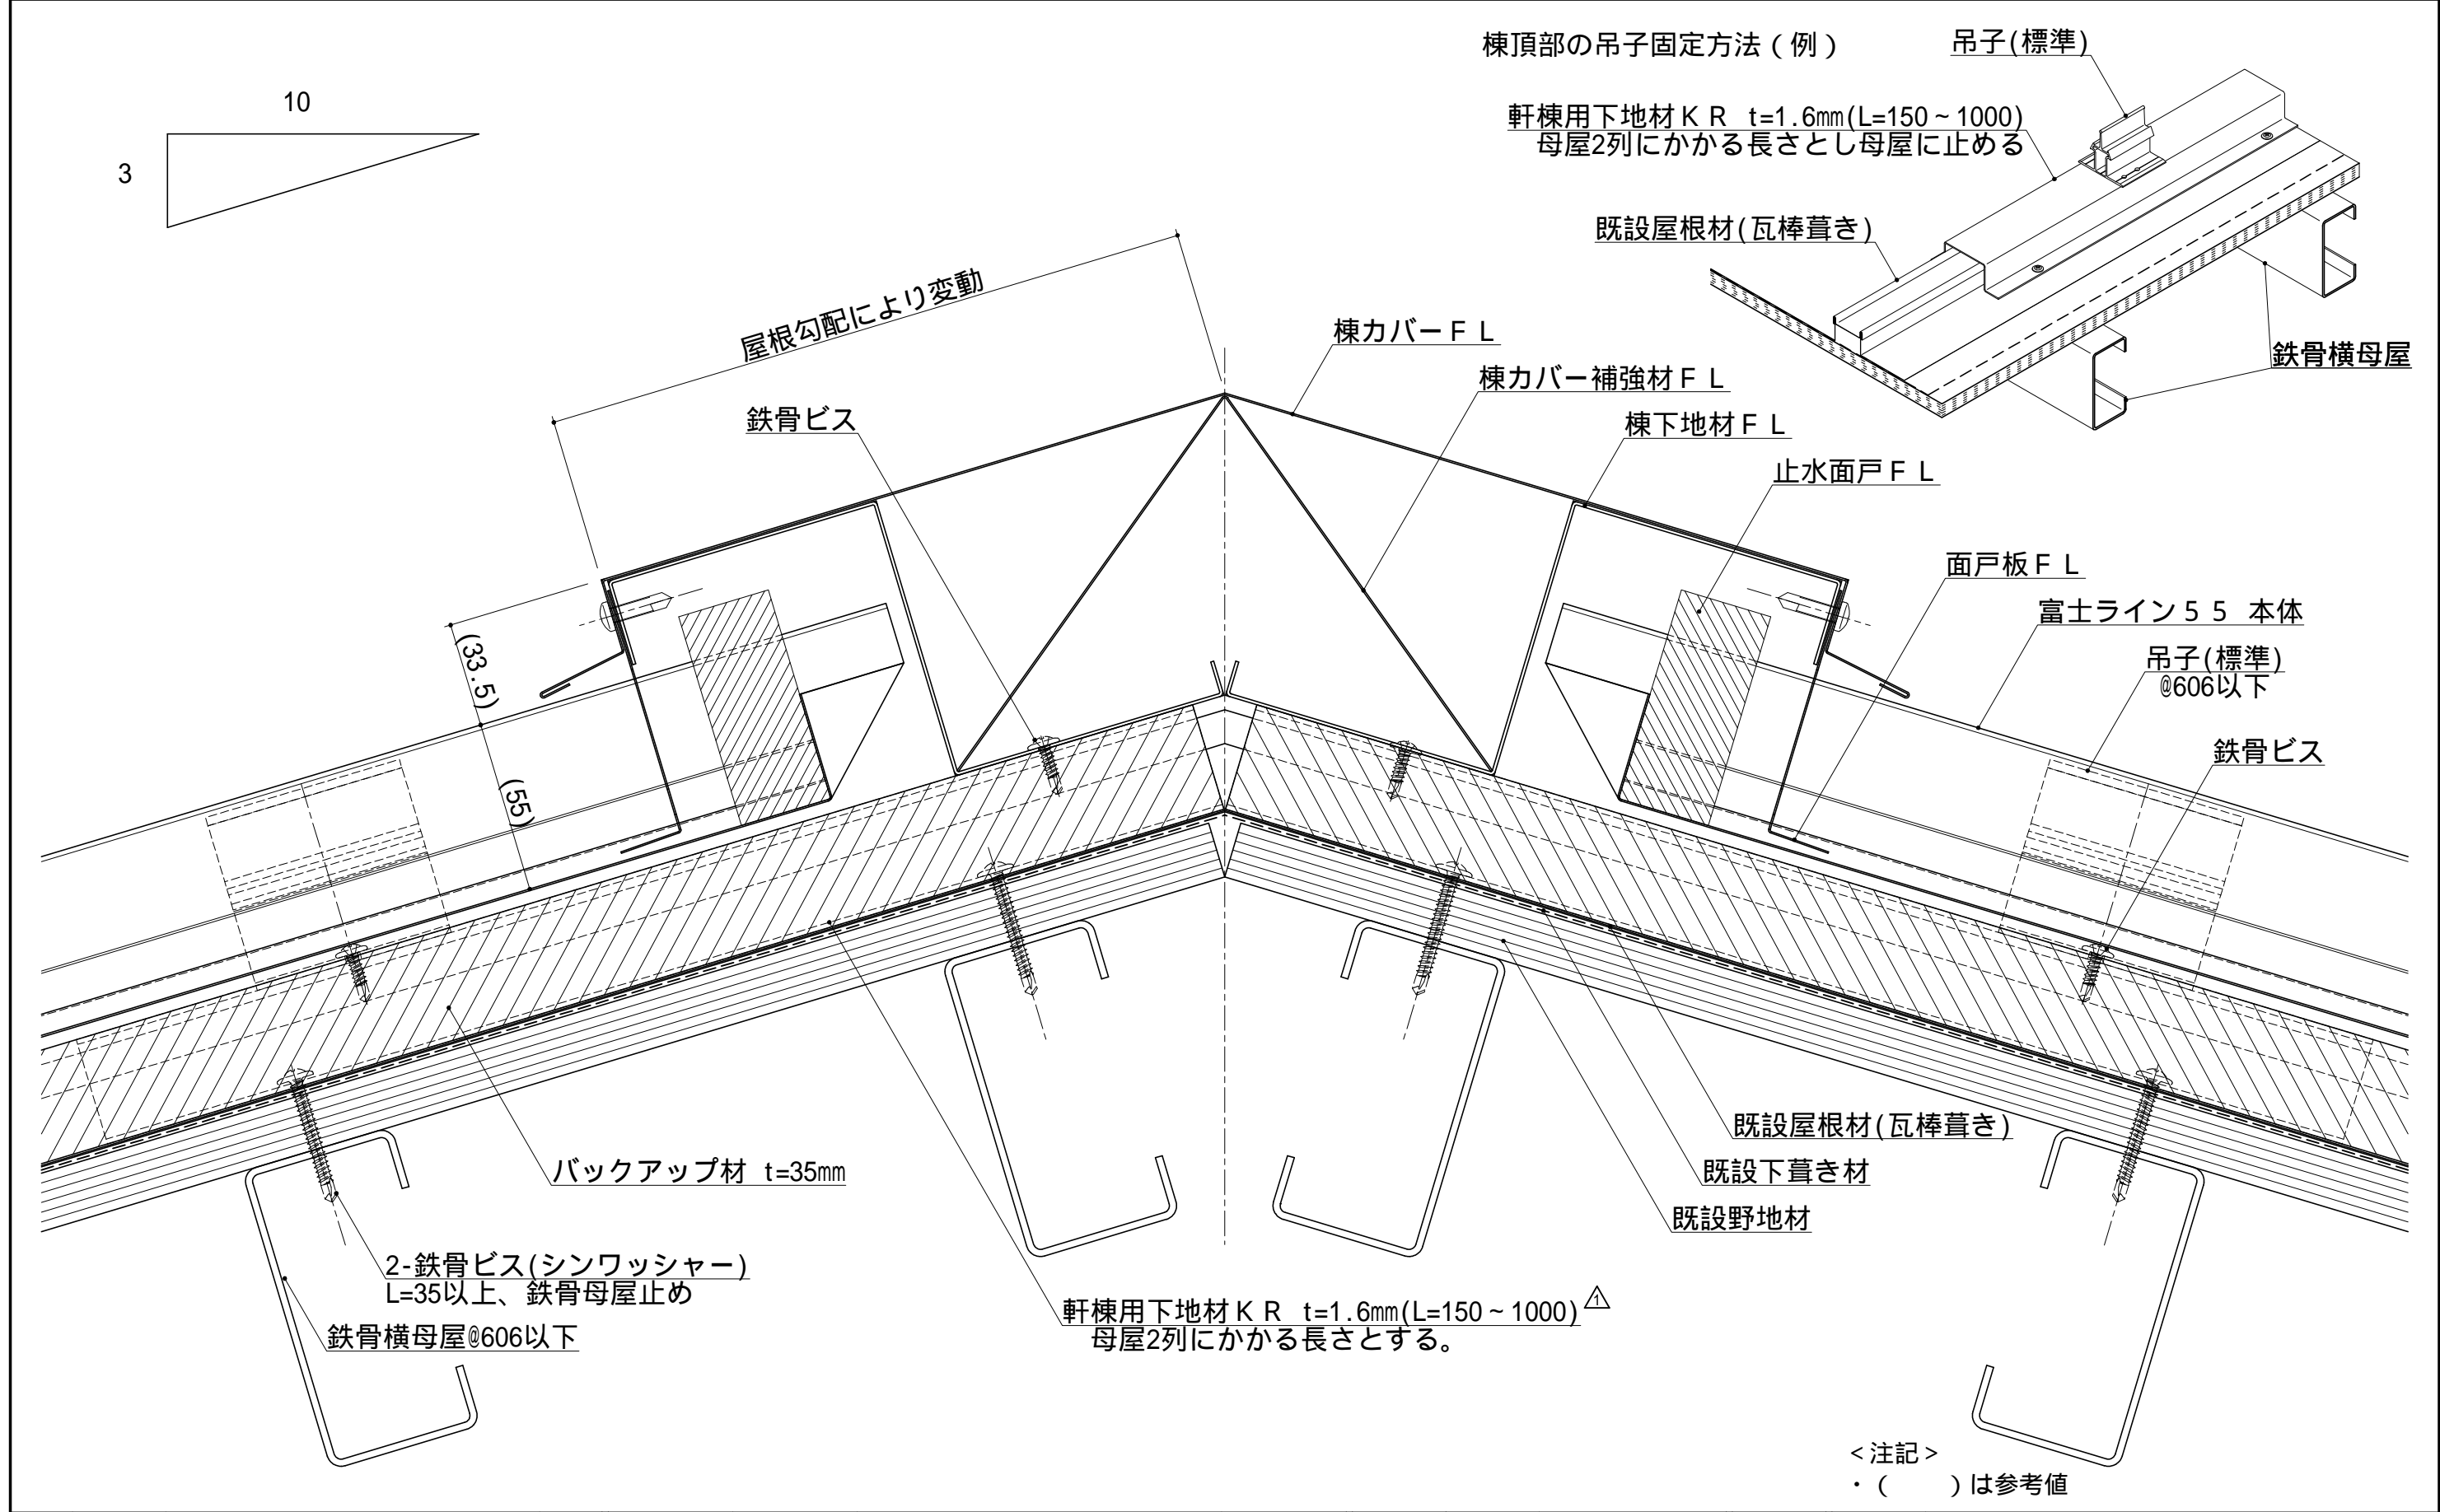 棟頂部の吊子固定方法（例）
吊子(標準)
10
3
軒棟用下地材ＫＲ t=1.6㎜(L=150～1000)
母屋2列にかかる長さとし母屋に止める
既設屋根材(瓦棒葺き)
鉄骨横母屋
屋根勾配により変動
棟カバーＦＬ
棟カバー補強材ＦＬ
鉄骨ビス
棟下地材ＦＬ
止水面戸ＦＬ
面戸板ＦＬ
富士ライン５５ 本体
吊子(標準)
@606以下
鉄骨ビス
(33.5)
(55)
既設屋根材(瓦棒葺き)
既設下葺き材
既設野地材
バックアップ材 t=35㎜
2-鉄骨ビス(シンワッシャー)
L=35以上、鉄骨母屋止め
鉄骨横母屋@606以下
軒棟用下地材ＫＲ t=1.6㎜(L=150～1000) 1
母屋2列にかかる長さとする。
＜注記＞
・（　　）は参考値